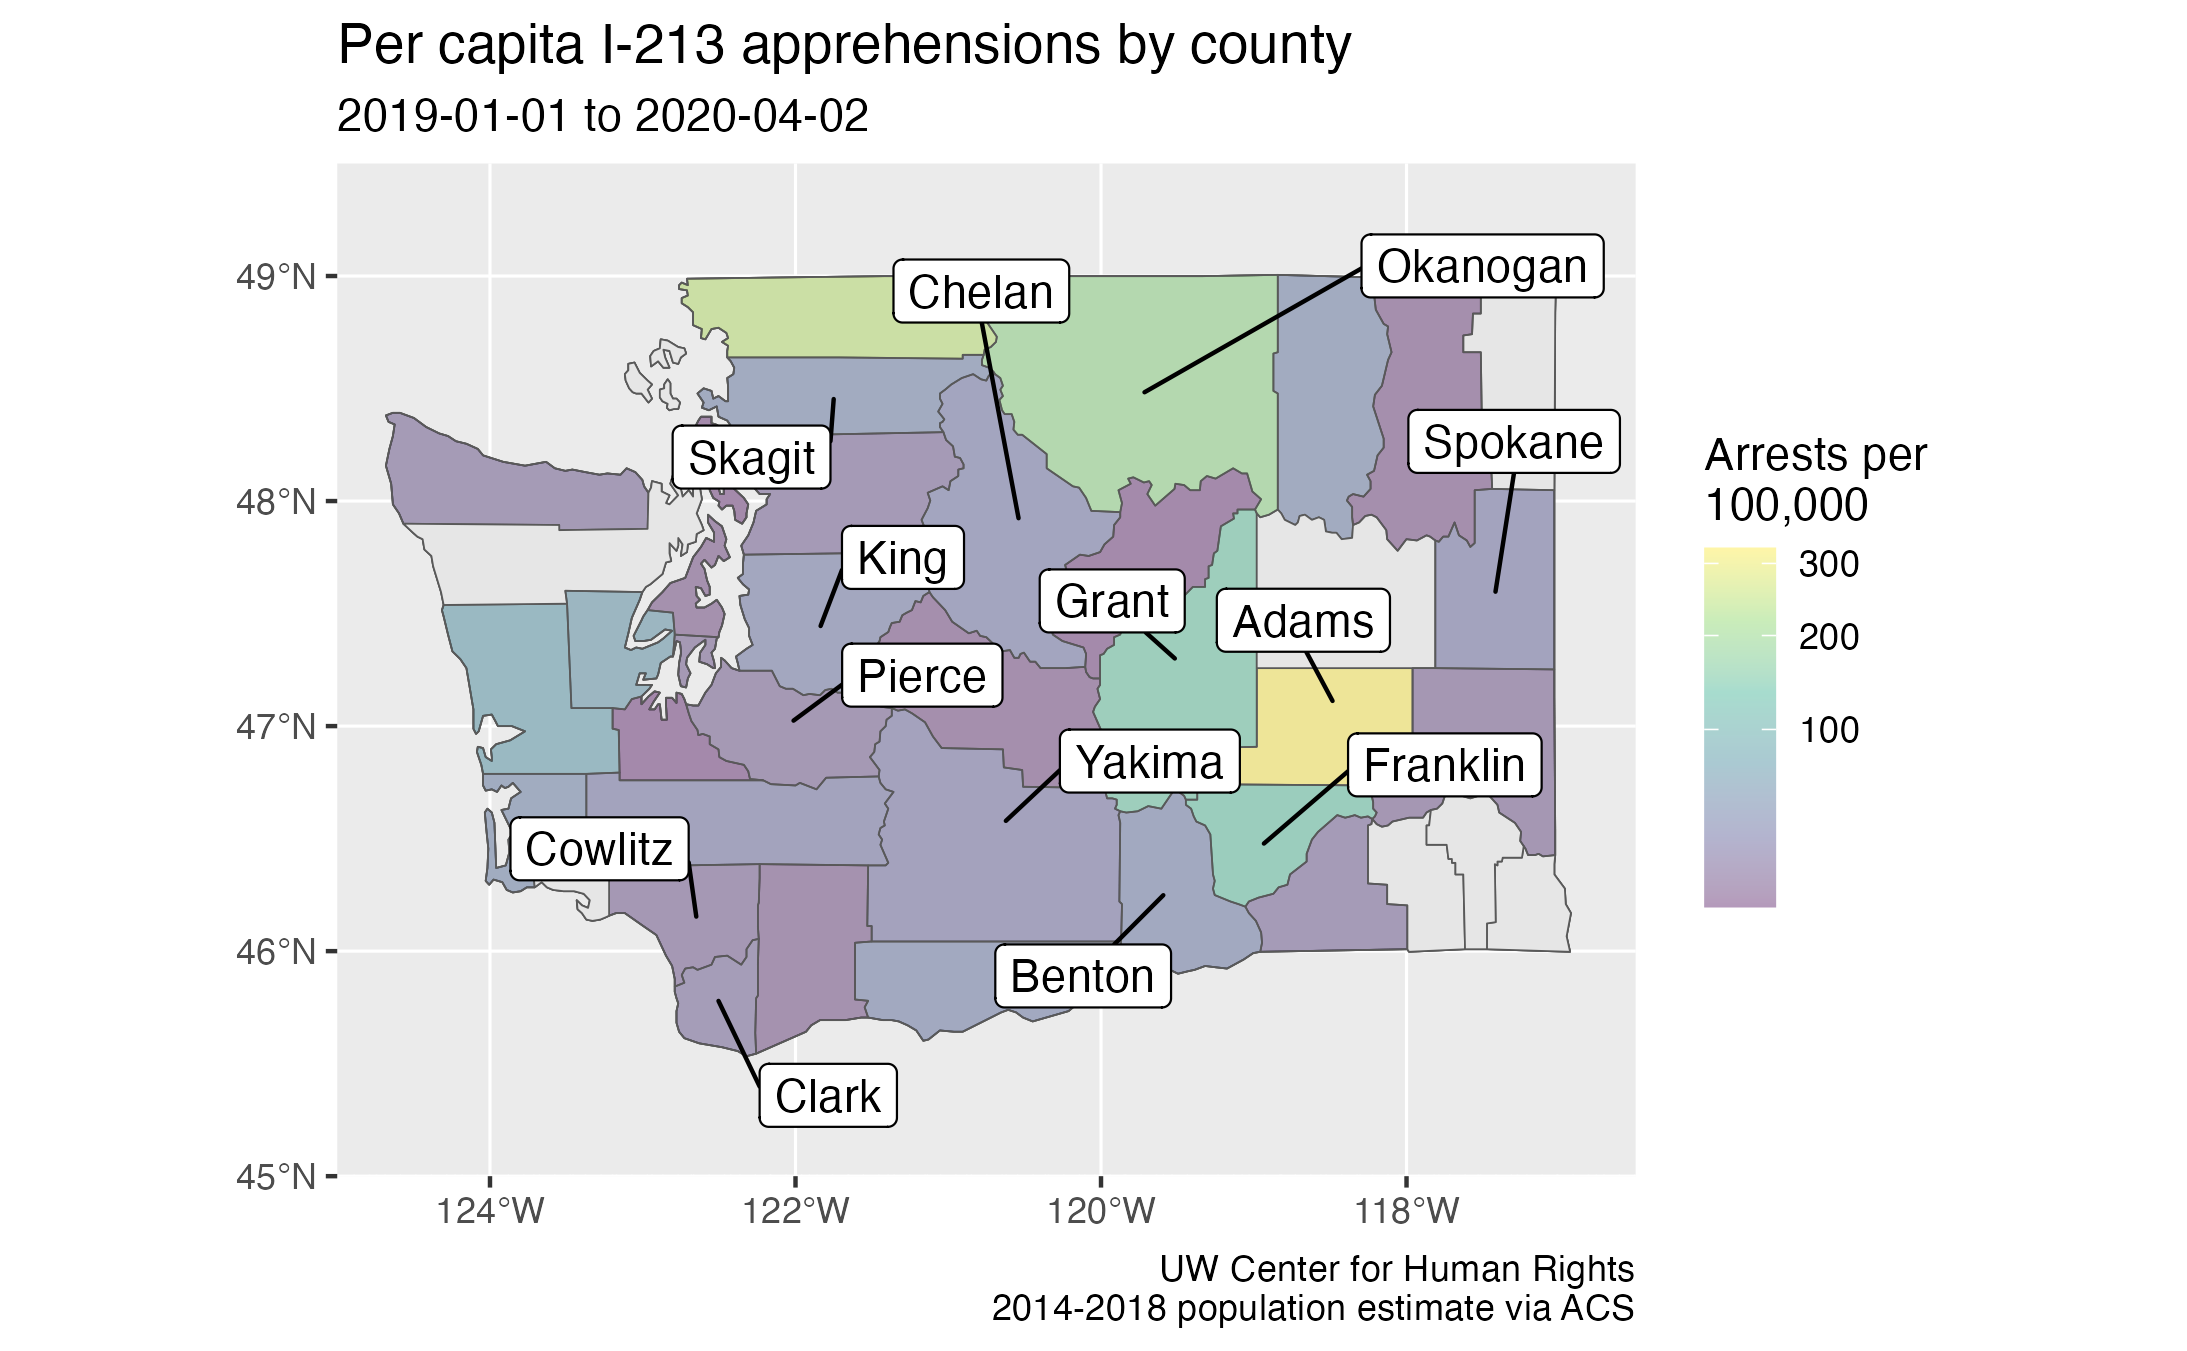 Per capita I-213 apprehensions by county
2019-01-01 to 2020-04-02
49°N
48°N
47°N
46°N
45°N
124°W
122°W
120°W
118°W
Okanogan
Chelan
Spokane
Skagit
King
Grant
Adams
Pierce
Yakima
Franklin
Cowlitz
Benton
Clark
Arrests per
100,000
300
200
100
UW Center for Human Rights
2014-2018 population estimate via ACS